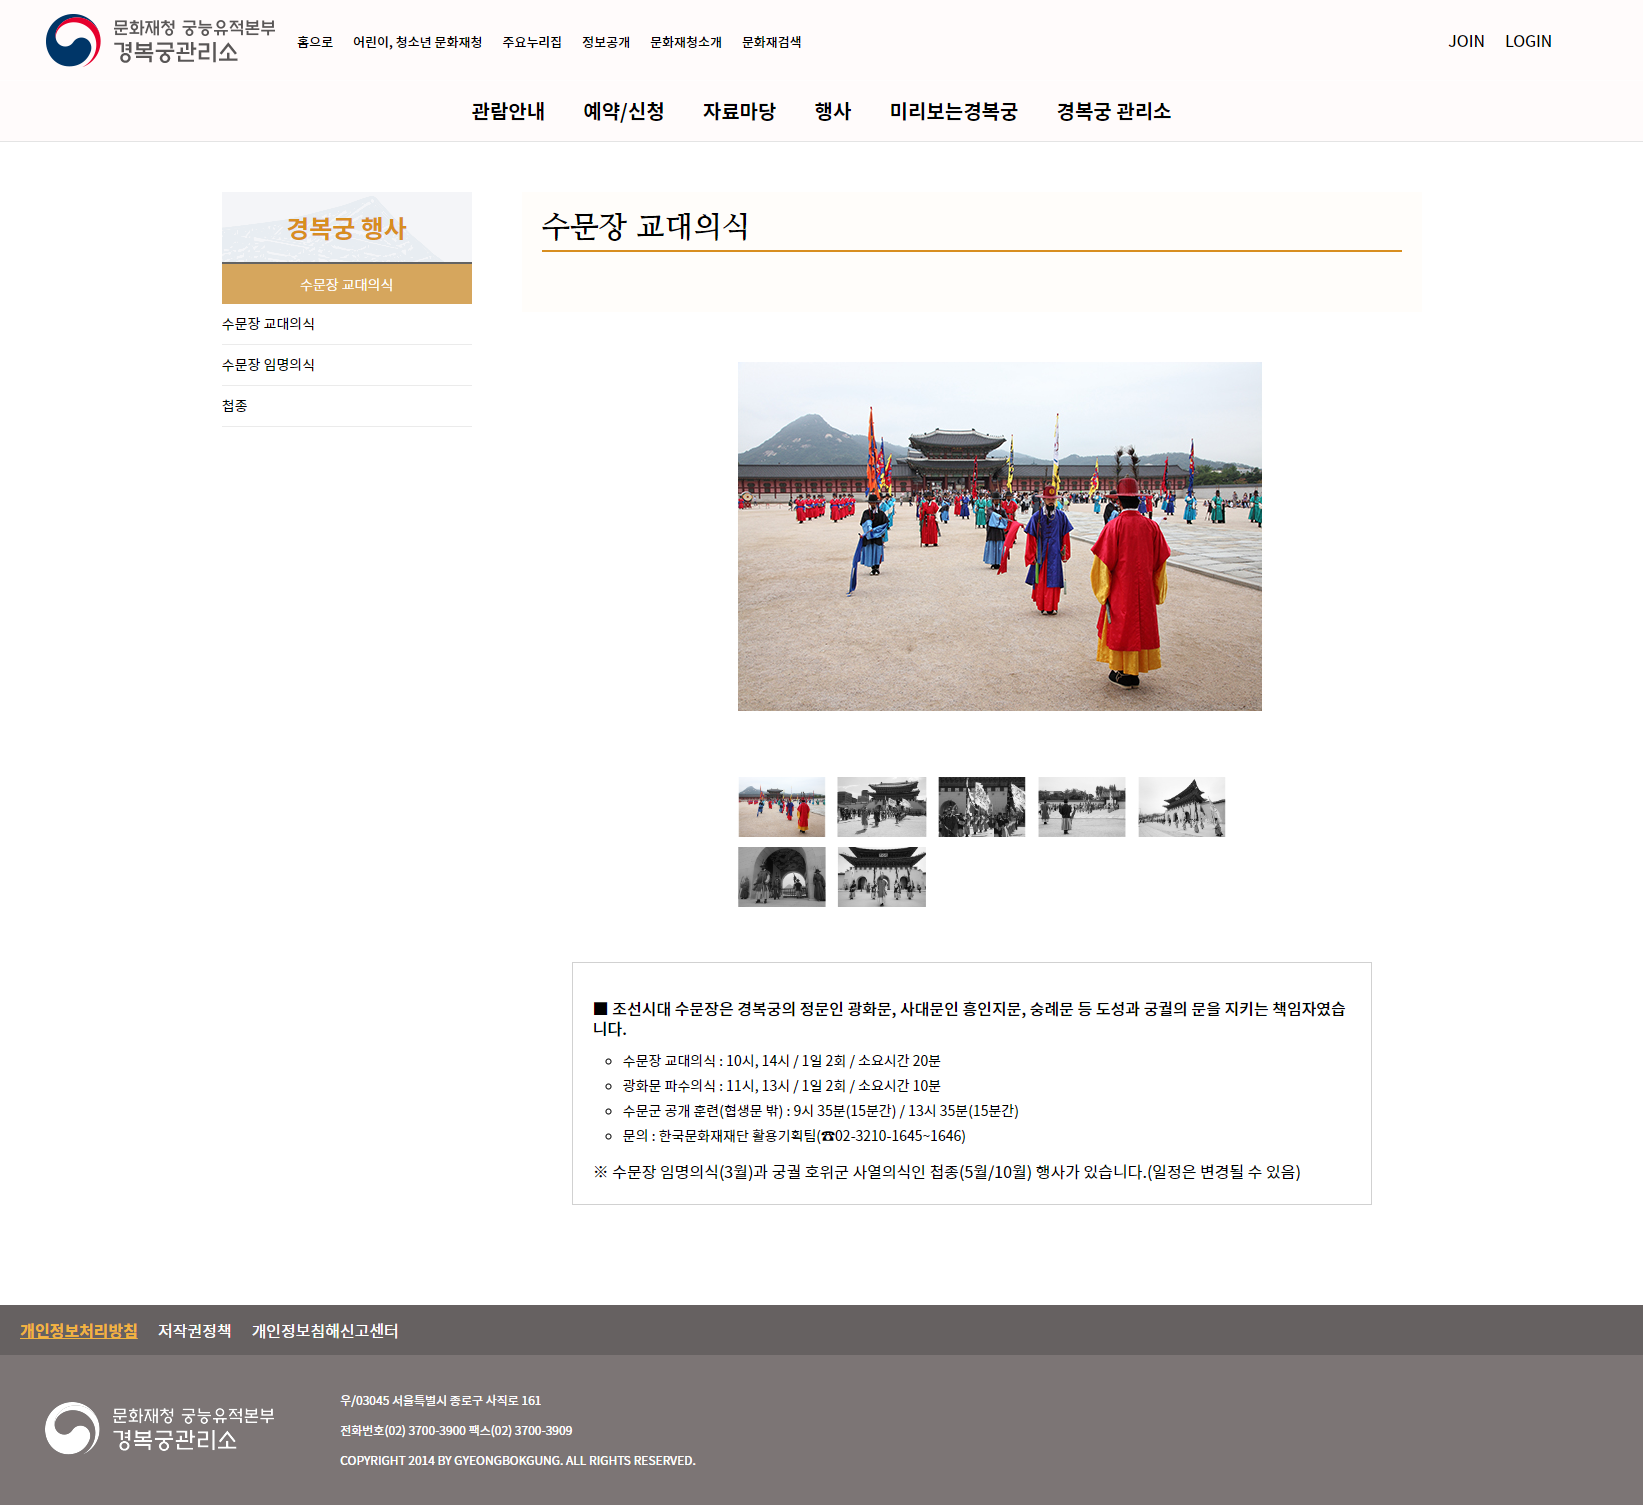 문화재청 궁능유적본부
경복궁관리소
홈으로 어린이, 청소년 문화재청 주요누리집 정보공개 문화재청소개 문화재검색
JOIN LOGIN
관람안내 예약/신청 자료마당 행사 미리보는경복궁 경복궁 관리소
경복궁 행사
수문장 교대의식
수문장 교대의식
수문장 임명의식
첩종
수문장 교대의식
■ 조선시대 수문장은 경복궁의 정문인 광화문, 사대문인 흥인지문, 숭례문 등 도성과 궁궐의 문을 지키는 책임자였습
니다.
수문장 교대의식 : 10시, 14시 / 1일 2회 / 소요시간 20분
광화문 파수의식 : 11시, 13시 / 1일 2회 / 소요시간 10분
수문군 공개 훈련(협생문 밖) : 9시 35분(15분간) / 13시 35분(15분간)
문의 : 한국문화재재단 활용기획팀(☎02-3210-1645~1646)
※ 수문장 임명의식(3월)과 궁궐 호위군 사열의식인 첩종(5월/10월) 행사가 있습니다.(일정은 변경될 수 있음)
개인정보처리방침 저작권정책 개인정보침해신고센터
문화재청 궁능유적본부
경복궁관리소
우/03045 서울특별시 종로구 사직로 161
전화번호(02) 3700-3900 팩스(02) 3700-3909
COPYRIGHT 2014 BY GYEONGBOKGUNG. ALL RIGHTS RESERVED.